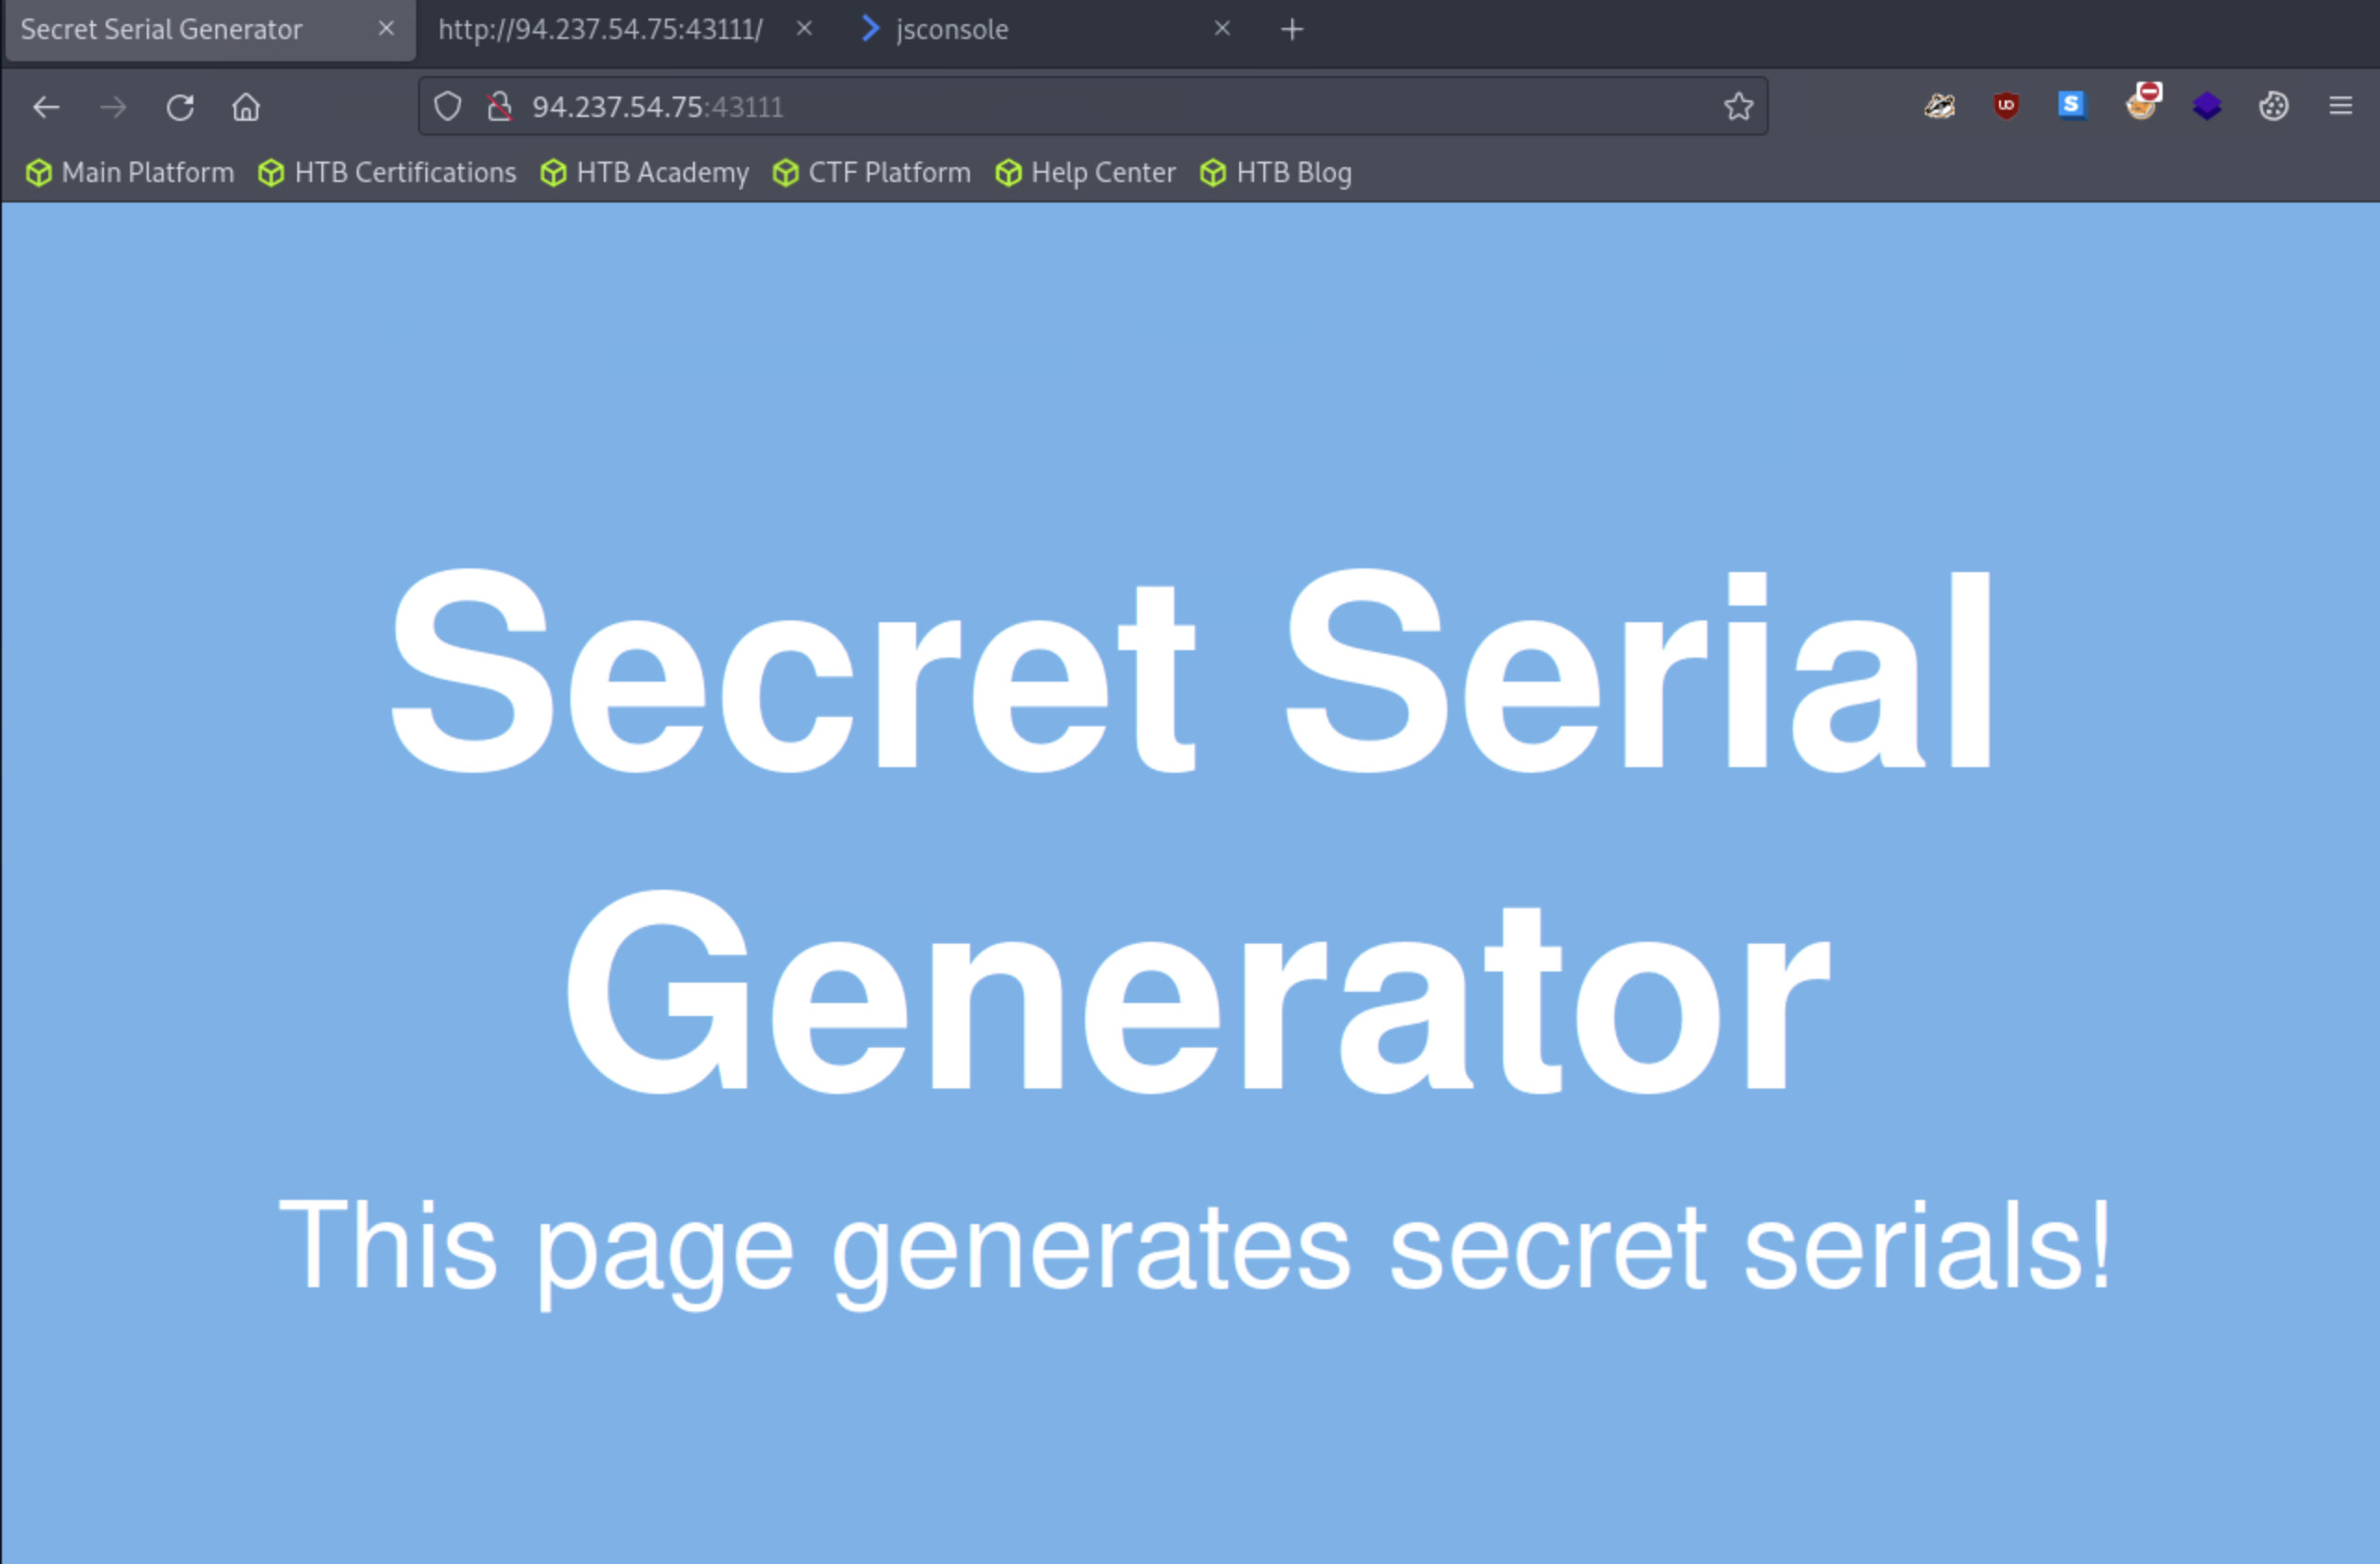 Secret Serial Generator http://94.237.54.75:43111/ jsconsole
94.237.54.75:43111
Main Platform HTB Certifications HTB Academy CTF Platform Help Center HTB Blog
Secret Serial
Generator
This page generates secret serials!